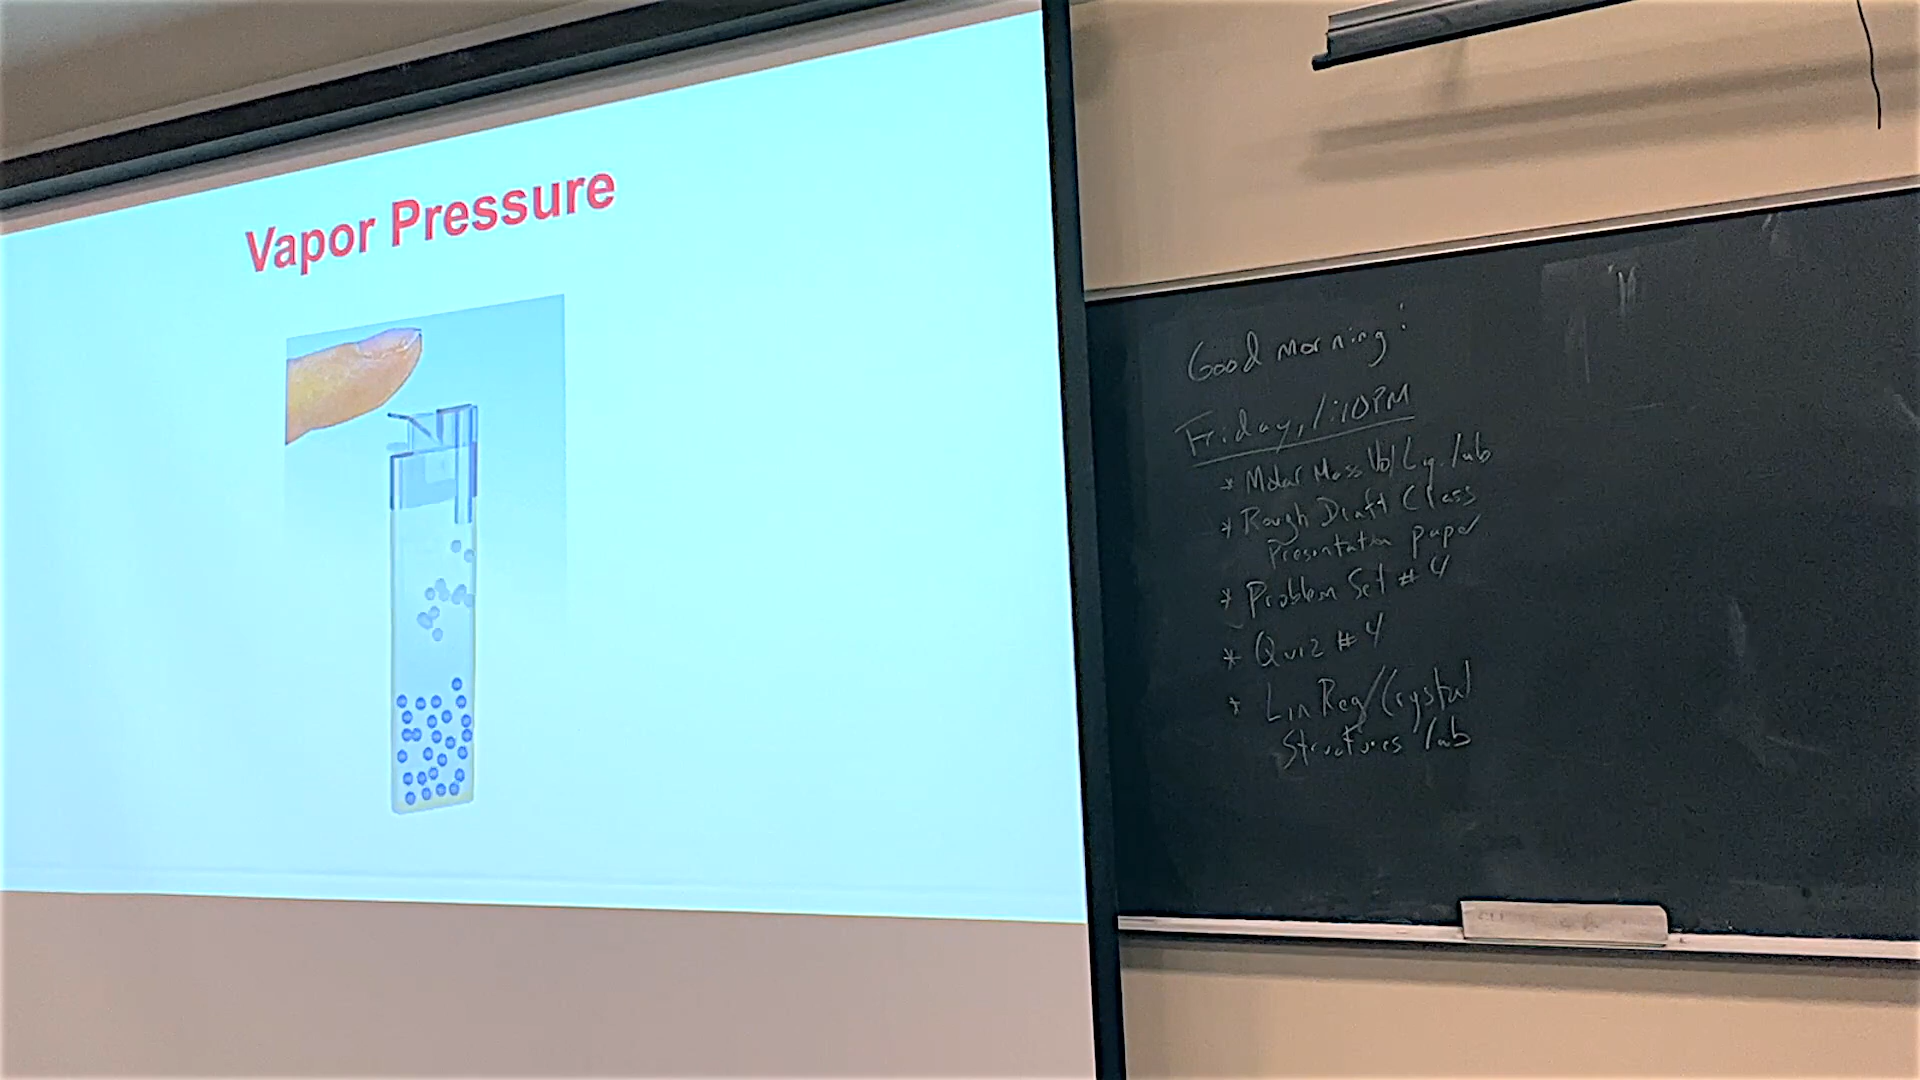 Vapor Pressure
Good morning!
Friday, 1:10PM
* Molar Mass Vol Liq. lab
* Rough Draft Class
Presentation paper
* Problem Set # 4
* Quiz # 4
* Lin Reg/Crystal
Structures lab